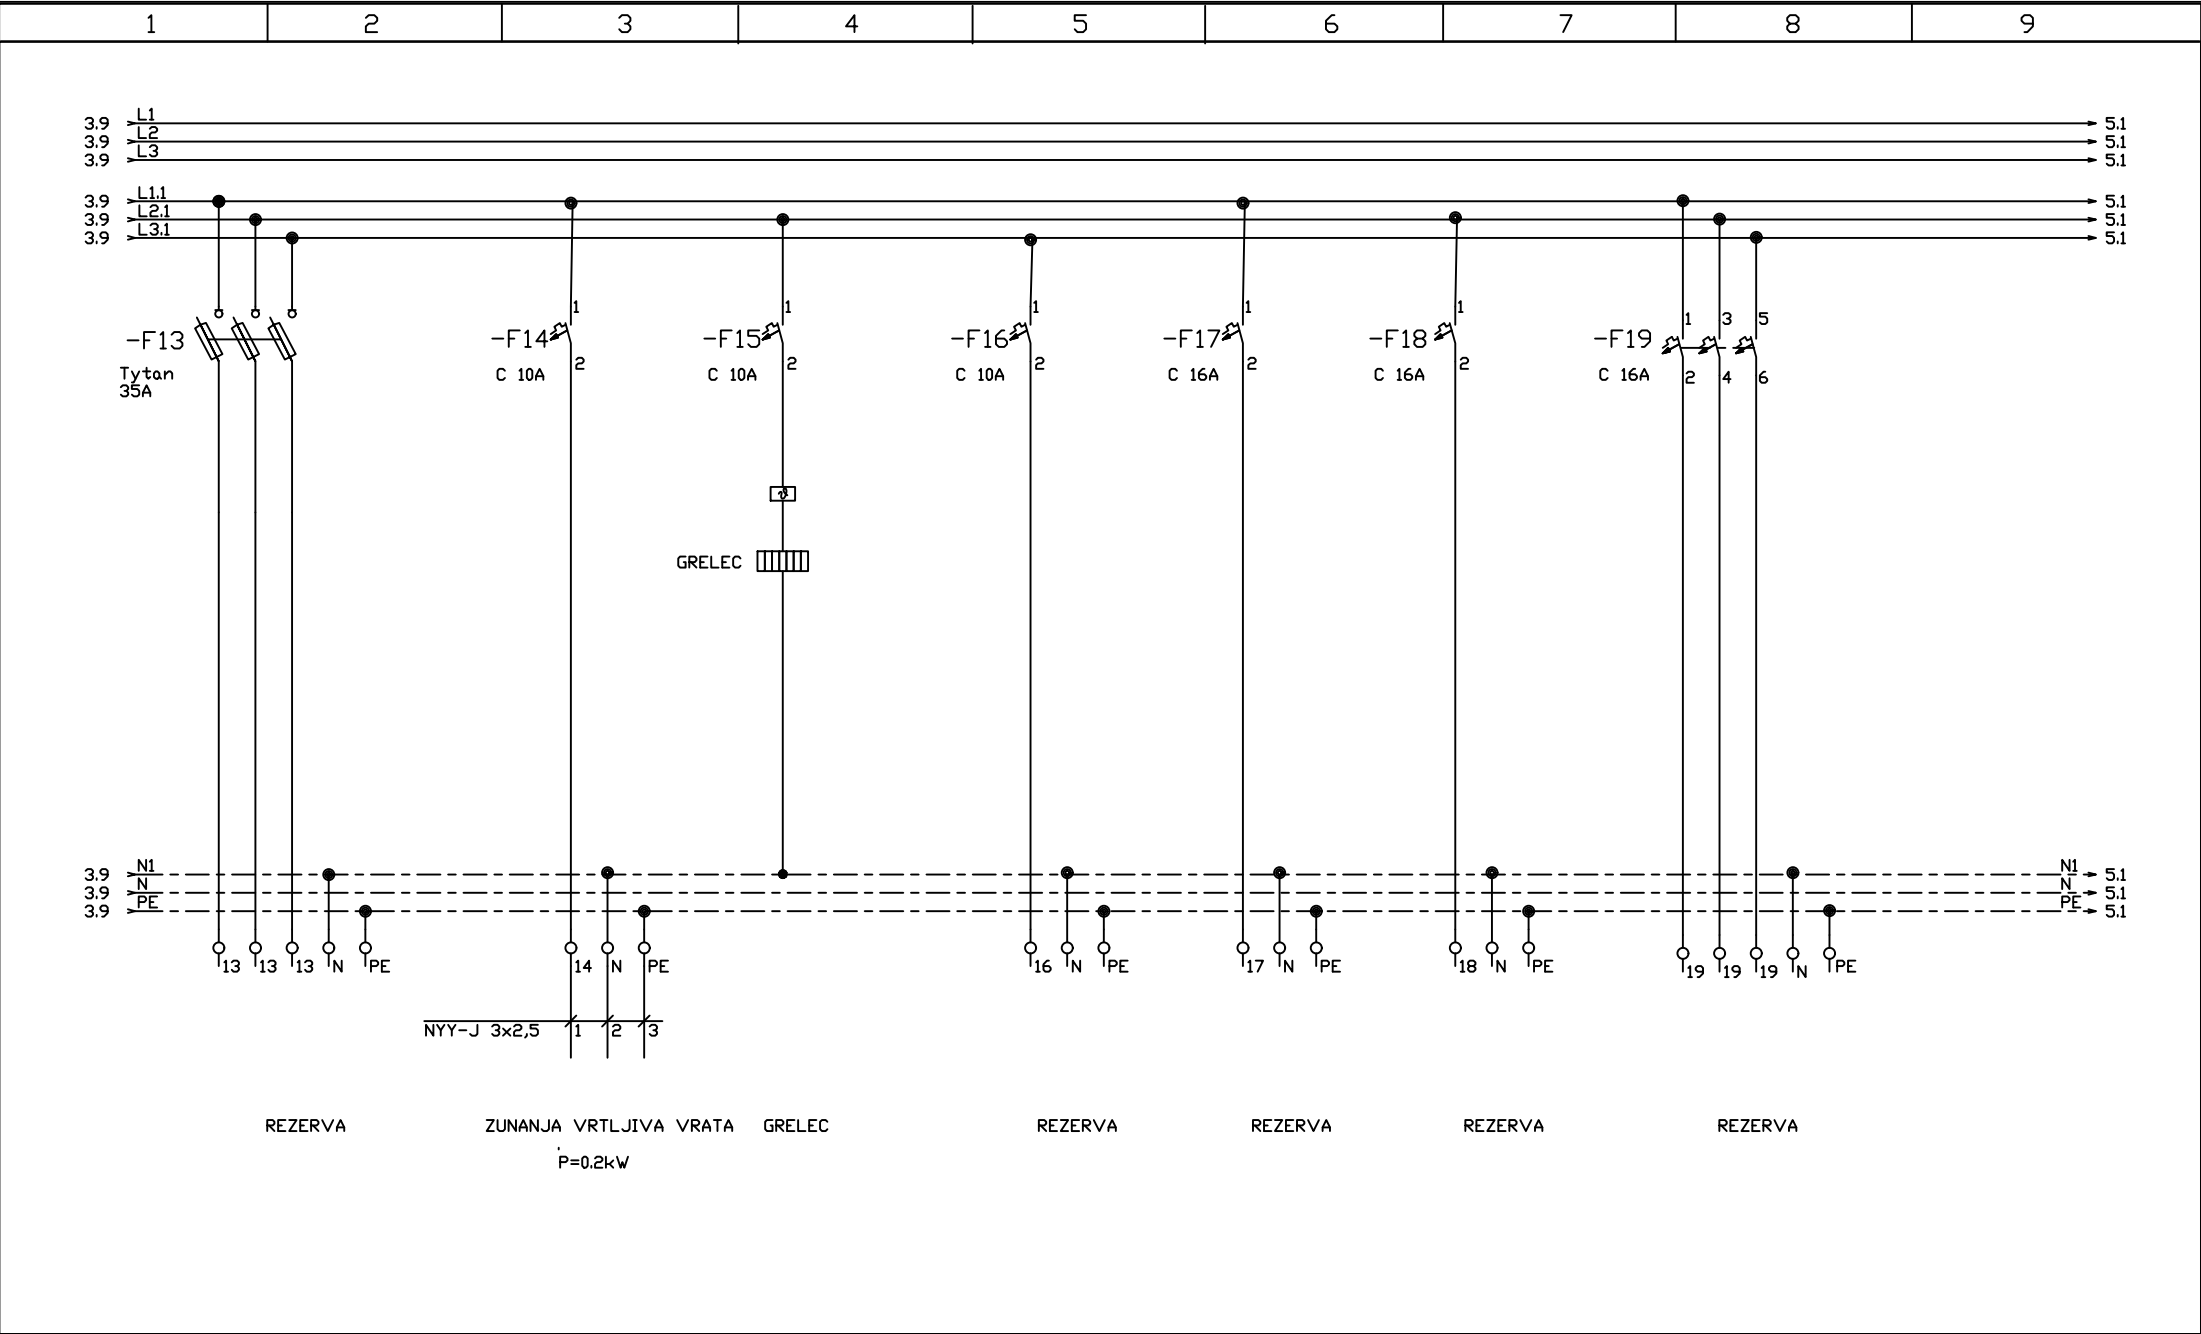 1 2 3 4 5 6 7 8 9
3.9 L1 5.1
3.9 L2 5.1
3.9 L3 5.1
3.9 L1.1 5.1
3.9 L2.1 5.1
3.9 L3.1 5.1
1 1 1 1 1 1 3 5
-F13 -F14 -F15 -F16 -F17 -F18 -F19
2 2 2 2 2 2 4 6
Tytan C 10A C 10A C 10A C 16A C 16A C 16A
35A
GRELEC
3.9 N1 N1 5.1
3.9 N N 5.1
3.9 PE PE 5.1
13 13 13 N PE 14 N PE 16 N PE 17 N PE 18 N PE 19 19 19 N PE
NYY-J 3x2,5 1 2 3
REZERVA ZUNANJA VRTLJIVA VRATA GRELEC REZERVA REZERVA REZERVA REZERVA
P=0.2kW